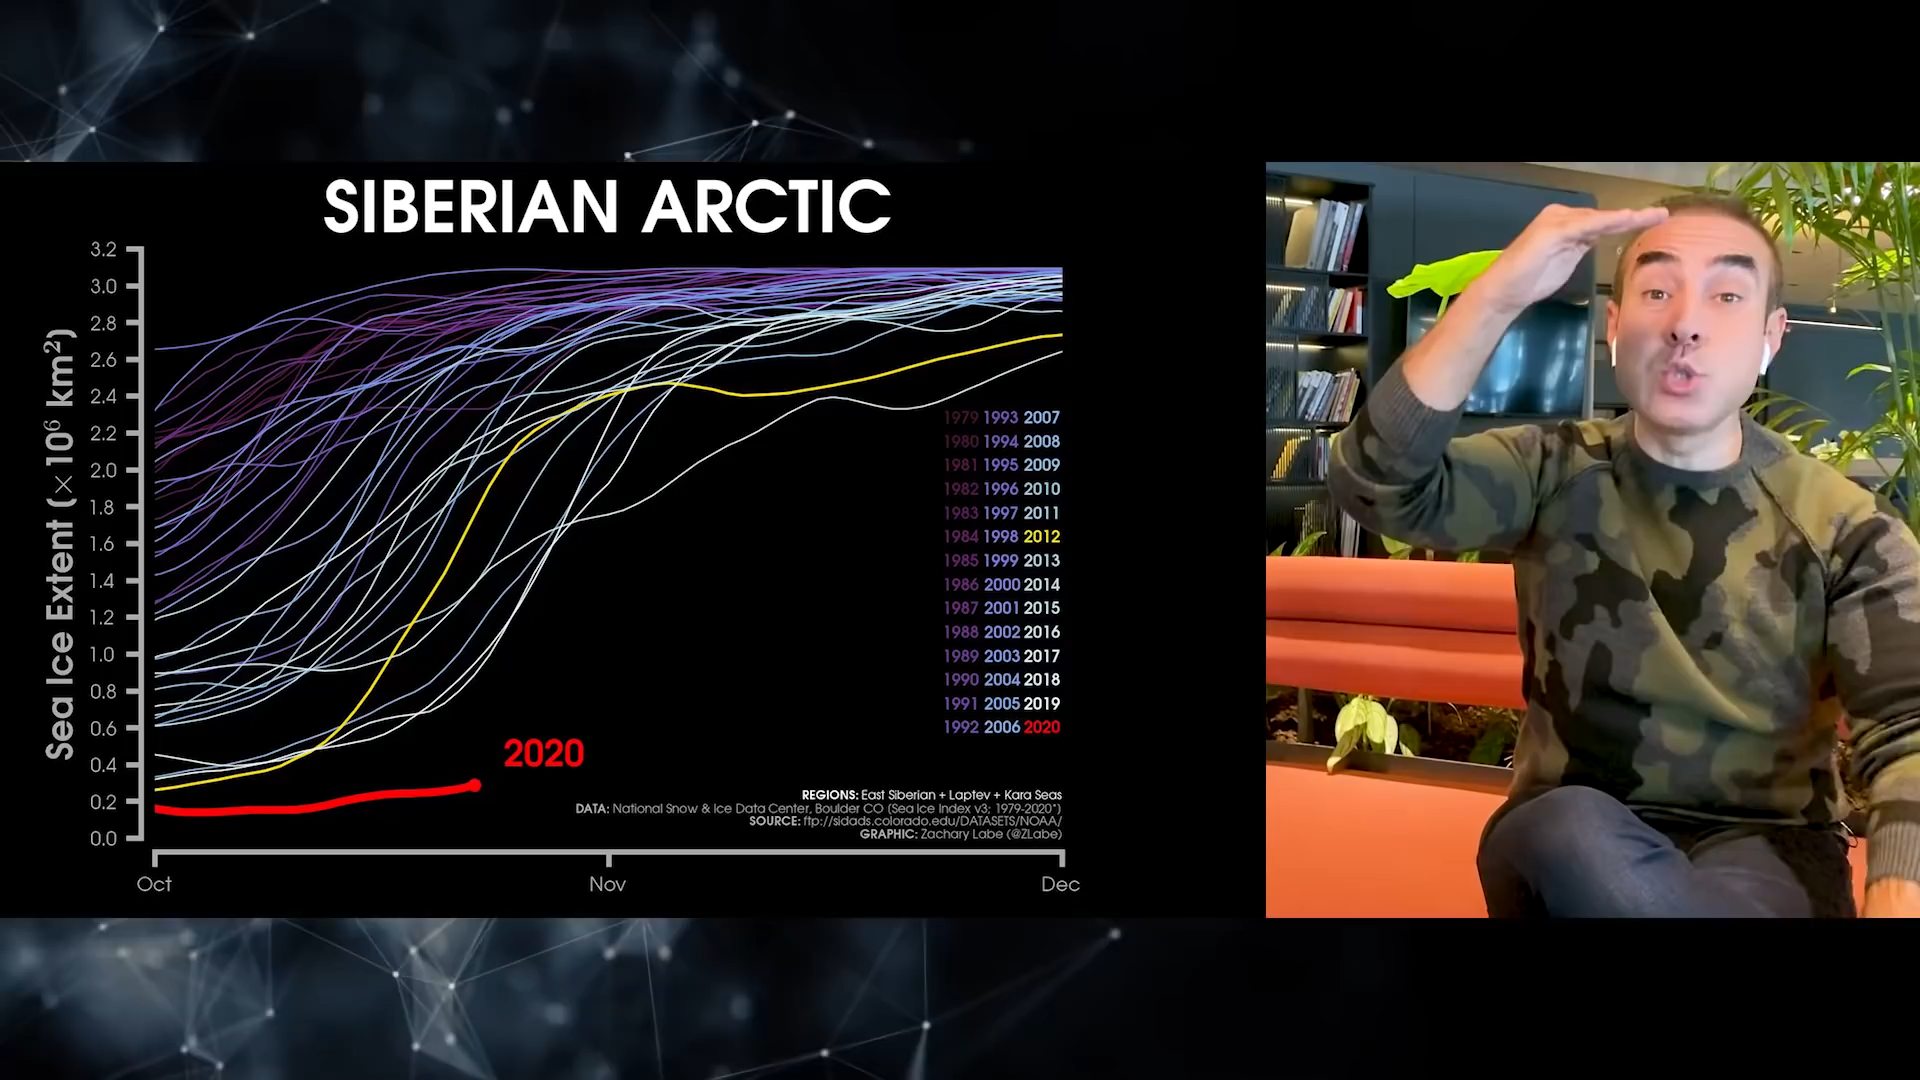 SIBERIAN ARCTIC
Sea Ice Extent (× 10⁶ km²)
3.2
3.0
2.8
2.6
2.4
2.2
2.0
1.8
1.6
1.4
1.2
1.0
0.8
0.6
0.4
0.2
0.0
1979 1993 2007
1980 1994 2008
1981 1995 2009
1982 1996 2010
1983 1997 2011
1984 1998 2012
1985 1999 2013
1986 2000 2014
1987 2001 2015
1988 2002 2016
1989 2003 2017
1990 2004 2018
1991 2005 2019
1992 2006 2020
2020
REGIONS: East Siberian + Laptev + Kara Seas
DATA: National Snow & Ice Data Center, Boulder CO (Sea Ice Index v3; 1979-2020*)
SOURCE: ftp://sidads.colorado.edu/DATASETS/NOAA/
GRAPHIC: Zachary Labe (@ZLabe)
Oct Nov Dec